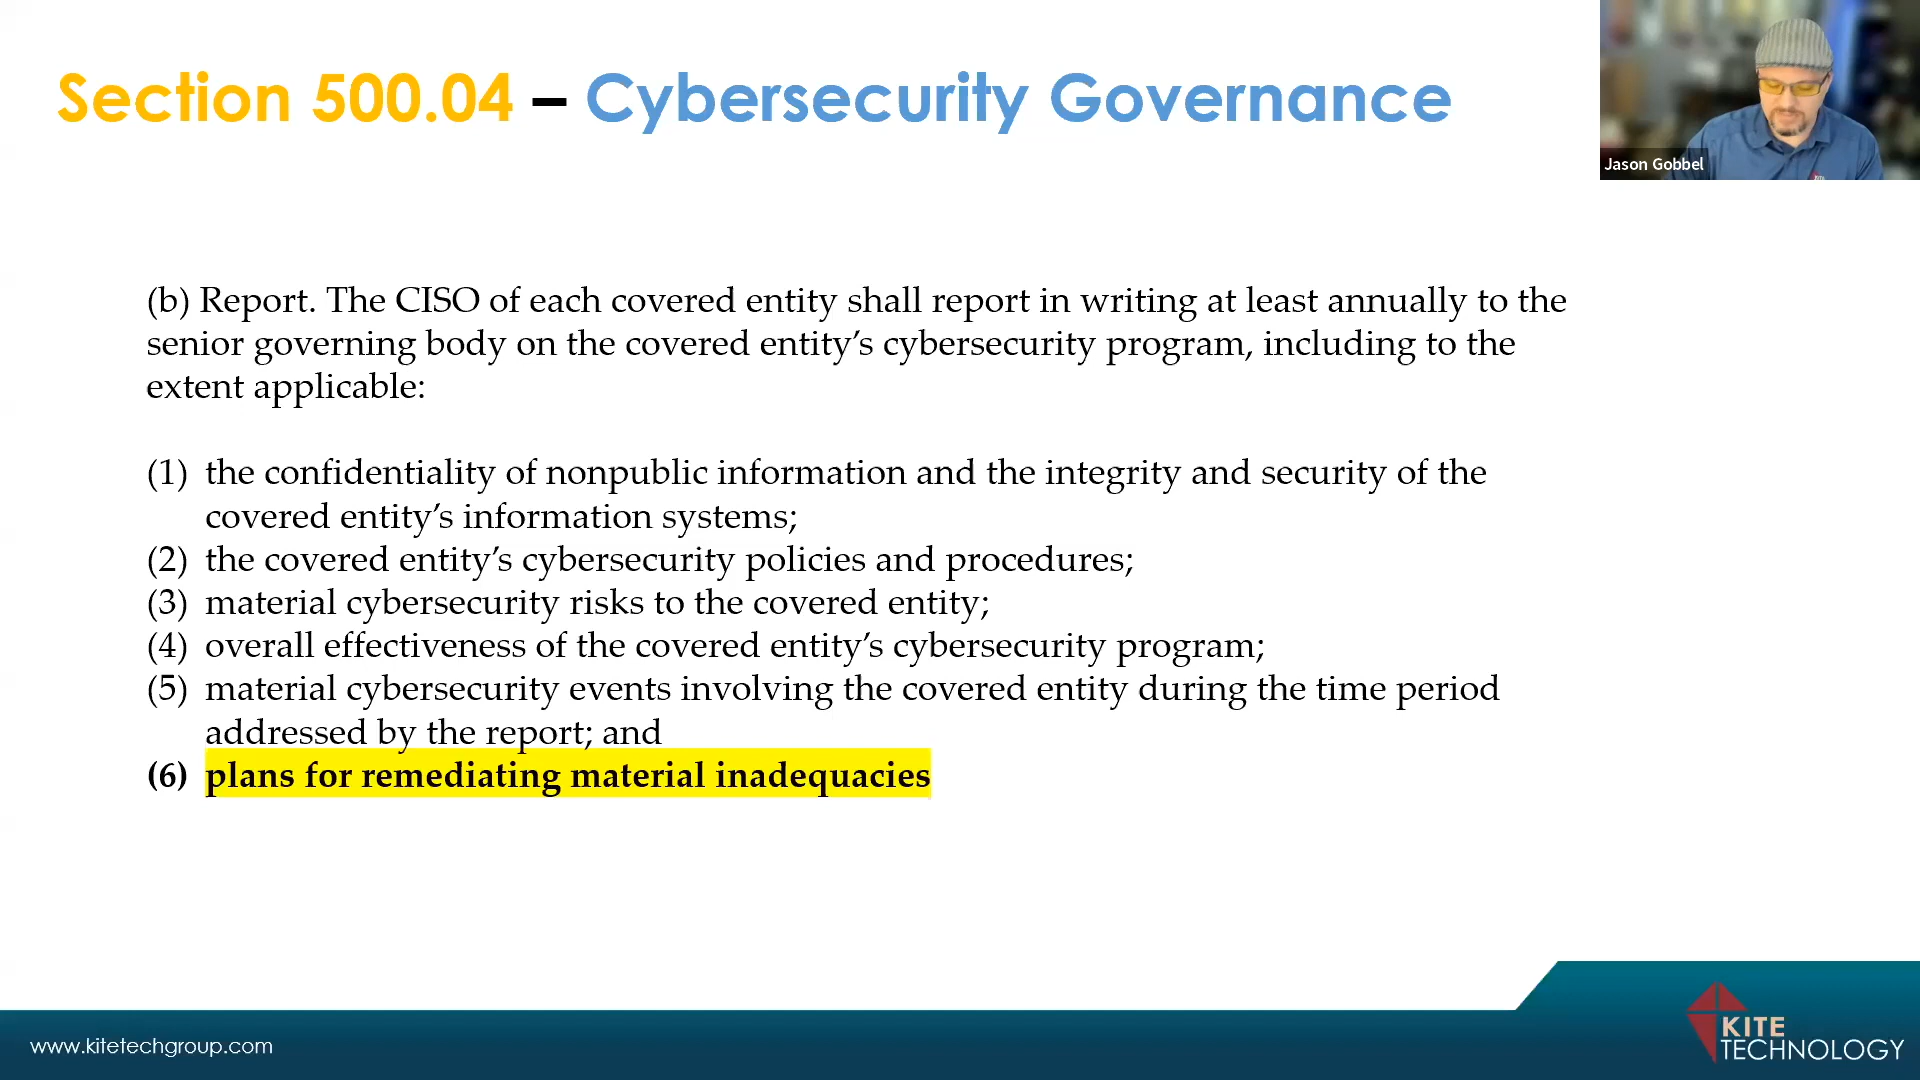 Section 500.04 – Cybersecurity Governance
Jason Gobbel
(b) Report. The CISO of each covered entity shall report in writing at least annually to the
senior governing body on the covered entity’s cybersecurity program, including to the
extent applicable:
(1) the confidentiality of nonpublic information and the integrity and security of the
covered entity’s information systems;
(2) the covered entity’s cybersecurity policies and procedures;
(3) material cybersecurity risks to the covered entity;
(4) overall effectiveness of the covered entity’s cybersecurity program;
(5) material cybersecurity events involving the covered entity during the time period
addressed by the report; and
(6) plans for remediating material inadequacies
www.kitetechgroup.com
KITE
TECHNOLOGY